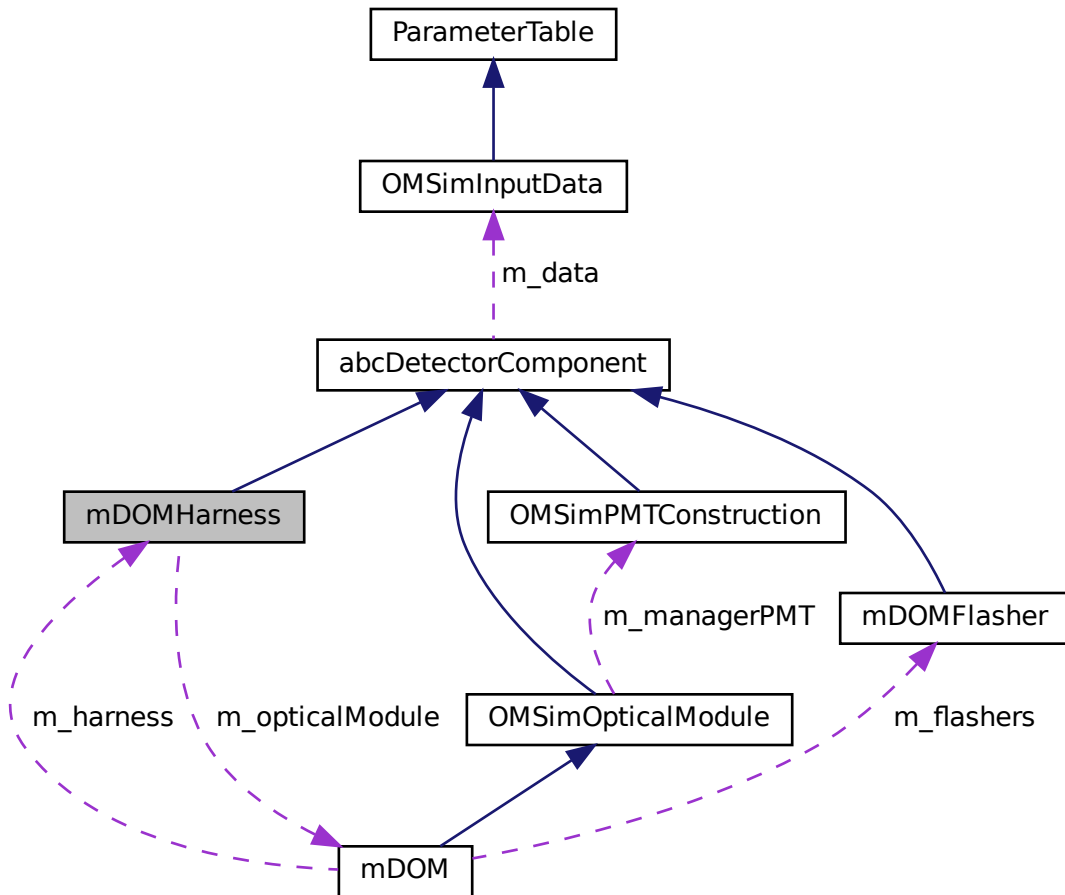 ParameterTable
OMSimInputData
m_data
abcDetectorComponent
mDOMHarness
OMSimPMTConstruction
mDOMFlasher
m_managerPMT
m_harness
m_opticalModule
OMSimOpticalModule
m_flashers
mDOM